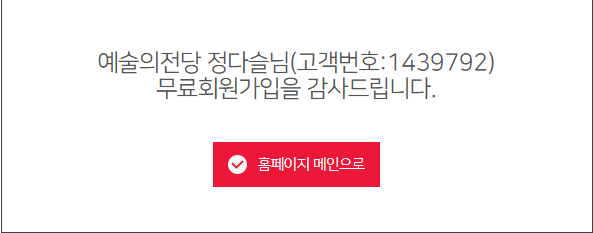 예술의전당 정다슬님(고객번호:1439792)
무료회원가입을 감사드립니다.
홈페이지 메인으로